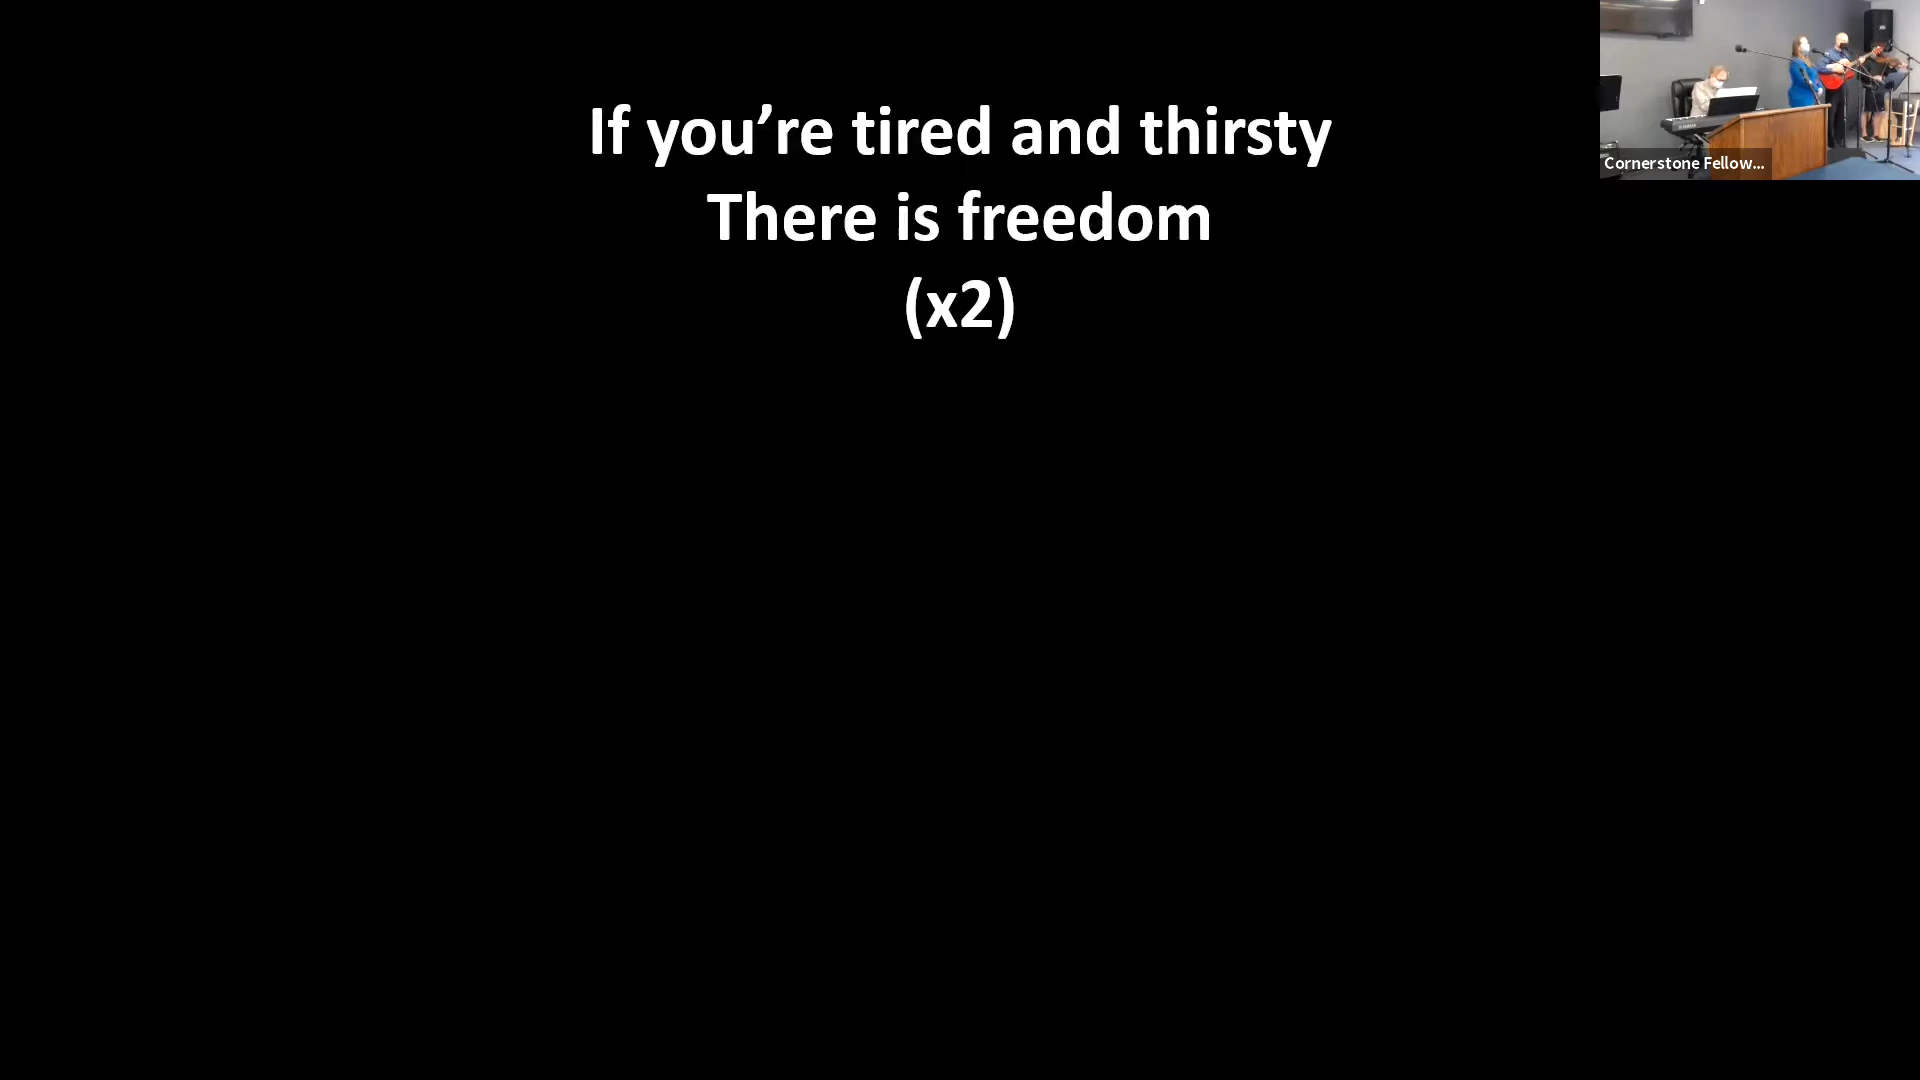 If you’re tired and thirsty
There is freedom
(x2)
Cornerstone Fellow...